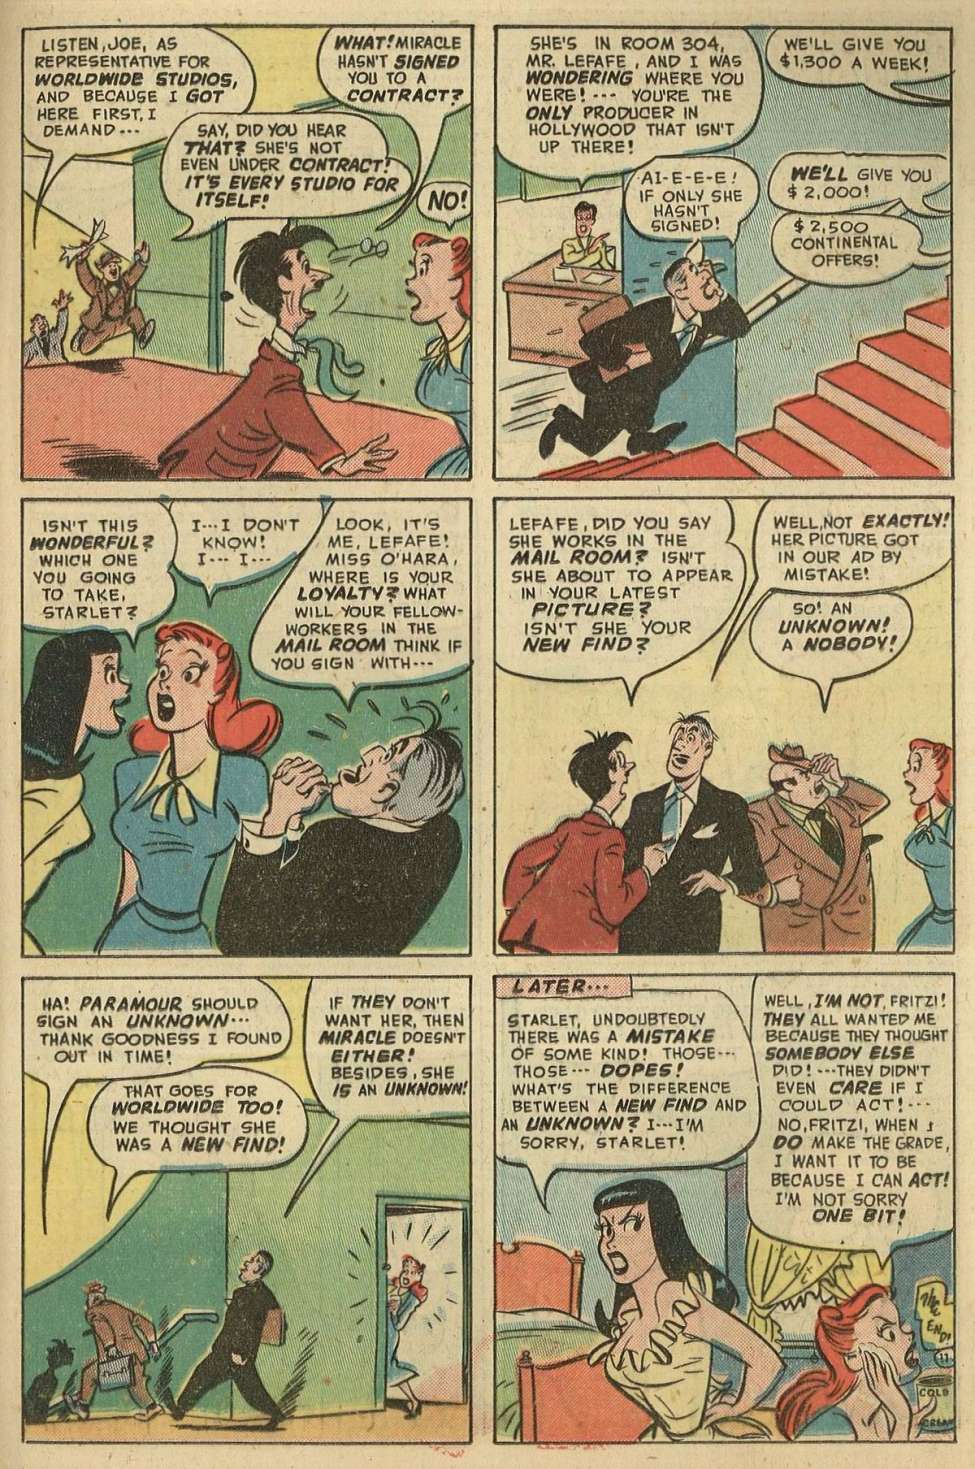 LISTEN, JOE, AS
REPRESENTATIVE FOR
WORLDWIDE STUDIOS,
AND BECAUSE I GOT
HERE FIRST, I
DEMAND---
WHAT! MIRACLE
HASN'T SIGNED
YOU TO A
CONTRACT?
SAY, DID YOU HEAR
THAT? SHE'S NOT
EVEN UNDER CONTRACT!
IT'S EVERY STUDIO FOR
ITSELF!
NO!
SHE'S IN ROOM 304,
MR. LEFAFE, AND I WAS
WONDERING WHERE YOU
WERE!--- YOU'RE THE
ONLY PRODUCER IN
HOLLYWOOD THAT ISN'T
UP THERE!
WE'LL GIVE YOU
$1,300 A WEEK!
AI-E-E-E!
IF ONLY SHE
HASN'T
SIGNED!
WE'LL GIVE YOU
$2,000!
$2,500
CONTINENTAL
OFFERS!
ISN'T THIS
WONDERFUL?
WHICH ONE
YOU GOING
TO TAKE,
STARLET?
I---I DON'T
KNOW!
I--- I---
LOOK, IT'S
ME, LEFAFE!
MISS O'HARA,
WHERE IS YOUR
LOYALTY? WHAT
WILL YOUR FELLOW-
WORKERS IN THE
MAIL ROOM THINK IF
YOU SIGN WITH---
LEFAFE, DID YOU SAY
SHE WORKS IN THE
MAIL ROOM? ISN'T
SHE ABOUT TO APPEAR
IN YOUR LATEST
PICTURE?
ISN'T SHE YOUR
NEW FIND?
WELL, NOT EXACTLY!
HER PICTURE GOT
IN OUR AD BY
MISTAKE!
SO! AN
UNKNOWN!
A NOBODY!
HA! PARAMOUR SHOULD
SIGN AN UNKNOWN---
THANK GOODNESS I FOUND
OUT IN TIME!
THAT GOES FOR
WORLDWIDE TOO!
WE THOUGHT SHE
WAS A NEW FIND!
IF THEY DON'T
WANT HER, THEN
MIRACLE DOESN'T
EITHER!
BESIDES, SHE
IS AN UNKNOWN!
LATER---
STARLET, UNDOUBTEDLY
THERE WAS A MISTAKE
OF SOME KIND! THOSE---
THOSE--- DOPES!
WHAT'S THE DIFFERENCE
BETWEEN A NEW FIND AND
AN UNKNOWN? I---I'M
SORRY, STARLET!
WELL, I'M NOT, FRITZI!
THEY ALL WANTED ME
BECAUSE THEY THOUGHT
SOMEBODY ELSE
DID!---THEY DIDN'T
EVEN CARE IF I
COULD ACT!---
NO, FRITZI, WHEN I
DO MAKE THE GRADE,
I WANT IT TO BE
BECAUSE I CAN ACT!
I'M NOT SORRY
ONE BIT!
THE
END!
11
COLD
CREAM